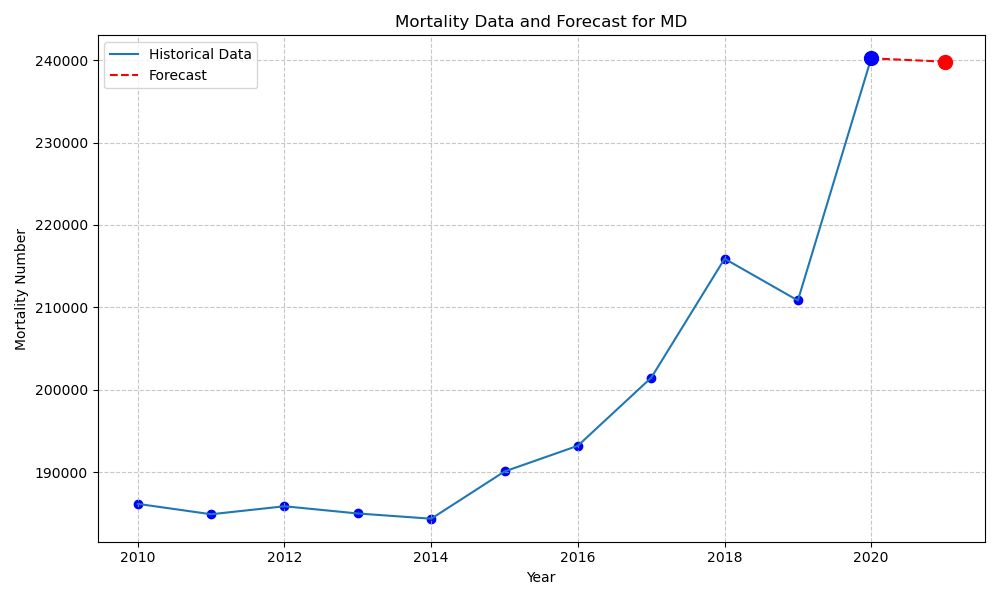 Mortality Data and Forecast for MD
Historical Data
Forecast
240000
230000
220000
210000
200000
190000
Mortality Number
2010
2012
2014
2016
2018
2020
Year